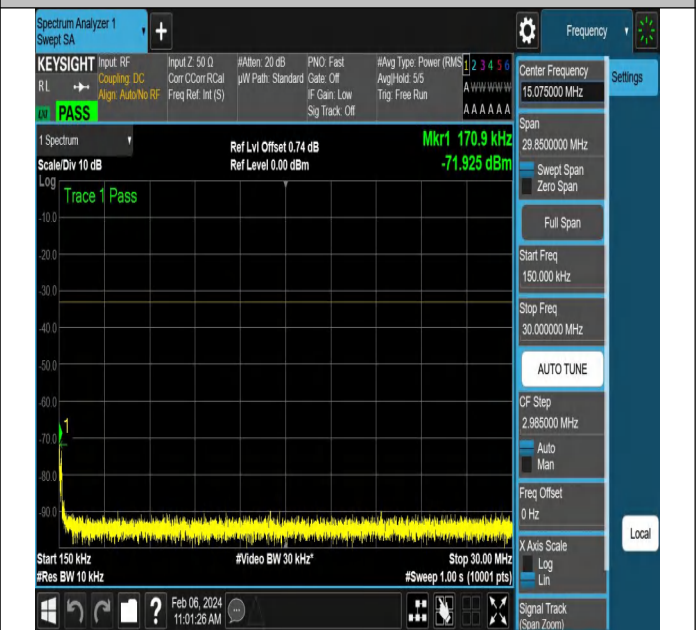 Spectrum Analyzer 1
Swept SA
+
Frequency
KEYSIGHT
RL
PASS
Input: RF
Coupling: DC
Align: Auto/No RF
Input Z: 50 Ω
Corr CCorr RCal
Freq Ref: Int (S)
#Atten: 20 dB
µW Path: Standard
PNO: Fast
Gate: Off
IF Gain: Low
Sig Track: Off
#Avg Type: Power (RMS
Avg|Hold: 5/5
Trig: Free Run
1 2 3 4 5 6
A W W W W W
A A A A A A
1 Spectrum
Scale/Div 10 dB
Ref Lvl Offset 0.74 dB
Ref Level 0.00 dBm
Mkr1 170.9 kHz
-71.925 dBm
Log
Trace 1 Pass
-10.0
-20.0
-30.0
-40.0
-50.0
-60.0
-70.0
-80.0
-90.0
1
Start 150 kHz
#Res BW 10 kHz
#Video BW 30 kHz*
Stop 30.00 MHz
#Sweep 1.00 s (10001 pts)
Center Frequency
15.075000 MHz
Settings
Span
29.8500000 MHz
Swept Span
Zero Span
Full Span
Start Freq
150.000 kHz
Stop Freq
30.000000 MHz
AUTO TUNE
CF Step
2.985000 MHz
Auto
Man
Freq Offset
0 Hz
X Axis Scale
Log
Lin
Local
Signal Track
(Span Zoom)
?
Feb 06, 2024
11:01:26 AM